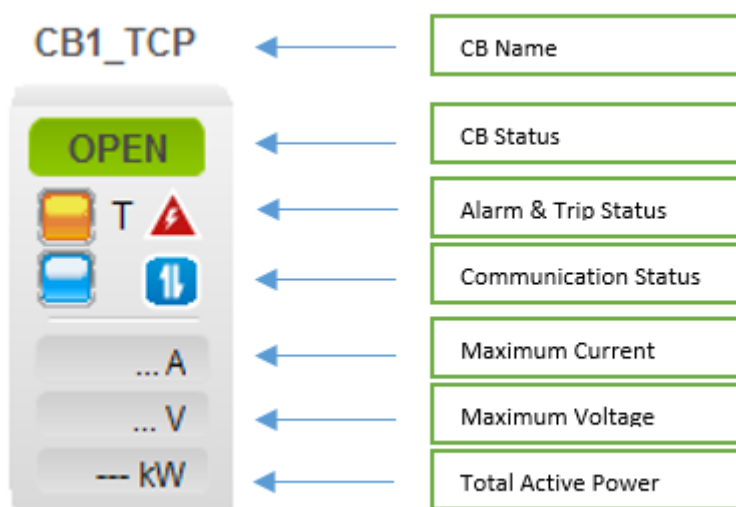 CB1_TCP
CB Name
OPEN
CB Status
T
Alarm & Trip Status
Communication Status
... A
Maximum Current
... V
Maximum Voltage
--- kW
Total Active Power